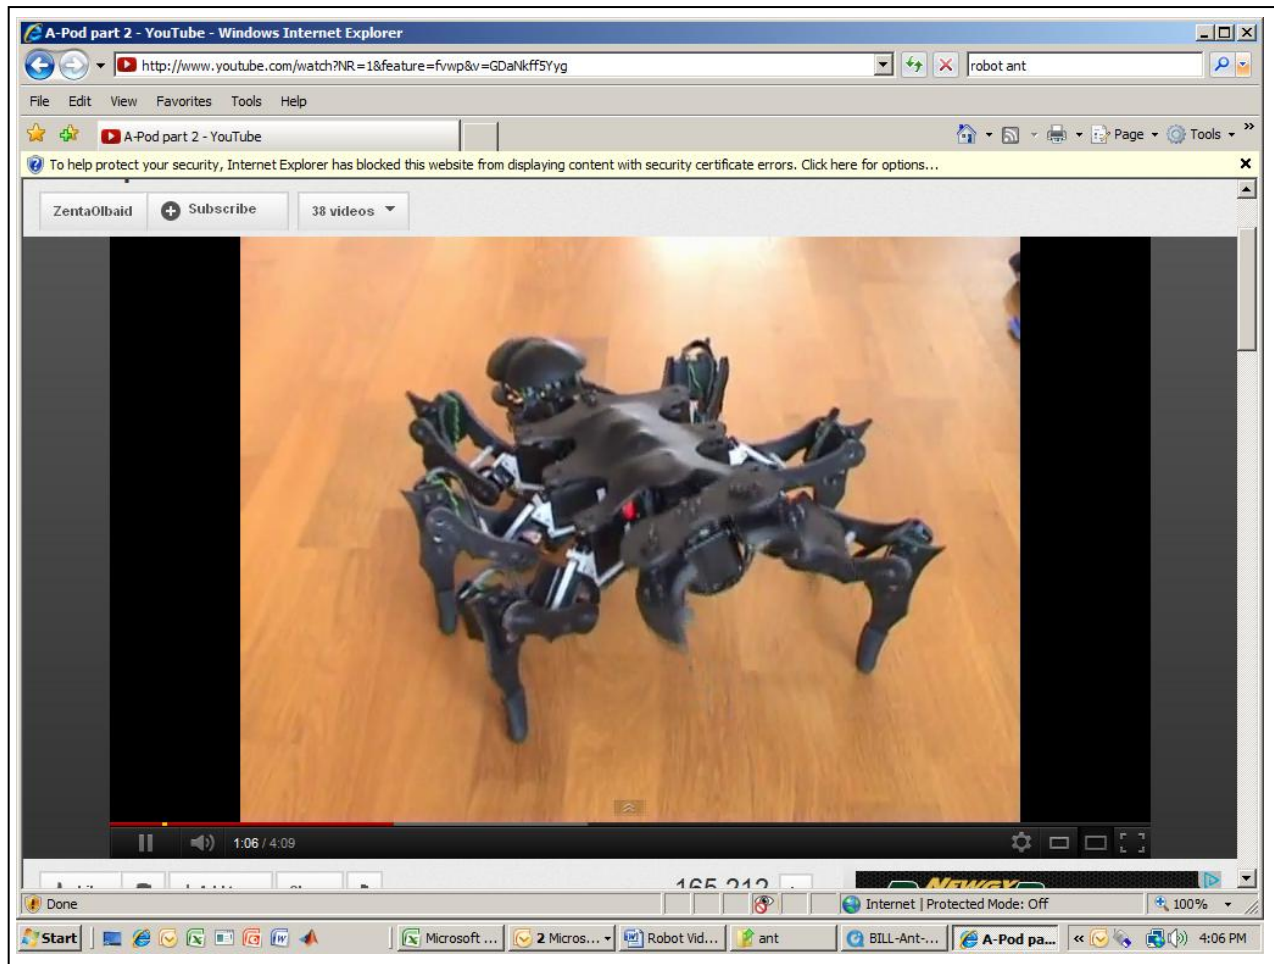 A-Pod part 2 - YouTube - Windows Internet Explorer
http://www.youtube.com/watch?NR=1&feature=fvwp&v=GDaNkff5Yyg robot ant
File Edit View Favorites Tools Help
A-Pod part 2 - YouTube Page Tools »
To help protect your security, Internet Explorer has blocked this website from displaying content with security certificate errors. Click here for options...
ZentaOlbaid Subscribe 38 videos
1:06 / 4:09
165,212
NEWGY
Done Internet | Protected Mode: Off 100%
Start Microsoft ... 2 Micros... Robot Vid... ant BILL-Ant-... A-Pod pa... « 4:06 PM